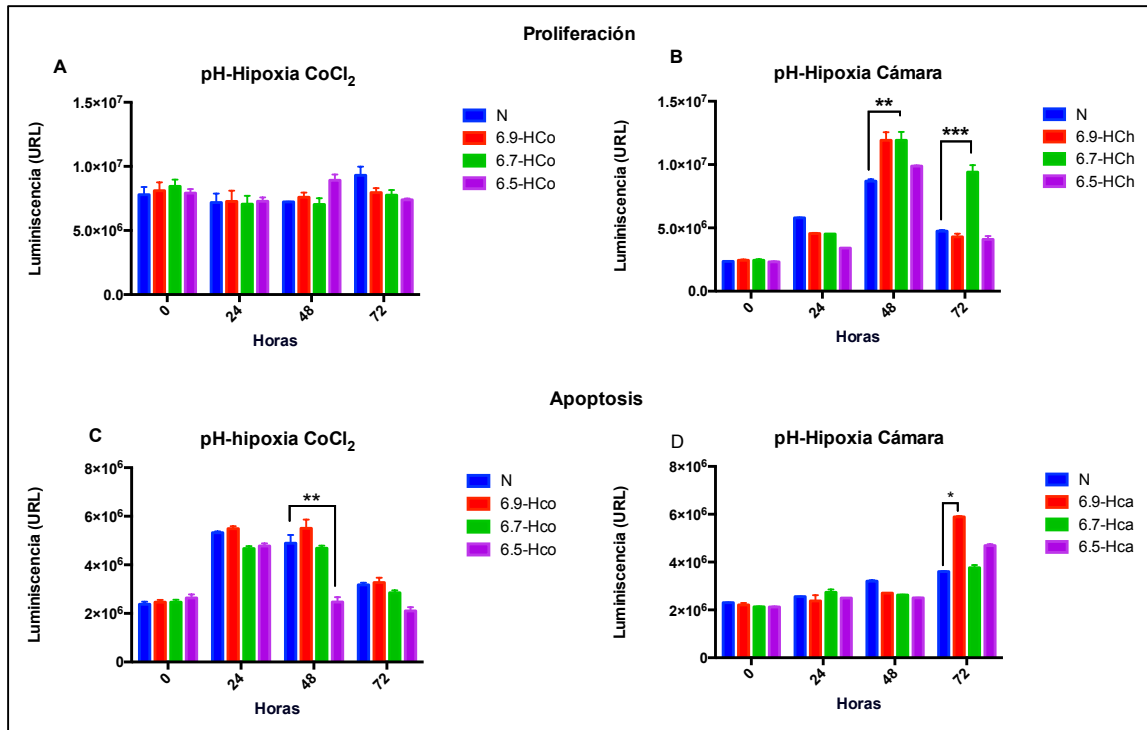 Proliferación
A
pH-Hipoxia CoCl₂
Luminiscencia (URL)
1.5×10⁷
1.0×10⁷
5.0×10⁶
0.0
0
24
48
72
Horas
N
6.9-HCo
6.7-HCo
6.5-HCo
B
pH-Hipoxia Cámara
Luminiscencia (URL)
1.5×10⁷
1.0×10⁷
5.0×10⁶
0.0
**
***
0
24
48
72
Horas
N
6.9-HCh
6.7-HCh
6.5-HCh
Apoptosis
C
pH-hipoxia CoCl₂
Luminiscencia (URL)
8×10⁶
6×10⁶
4×10⁶
2×10⁶
0
**
0
24
48
72
Horas
N
6.9-Hco
6.7-Hco
6.5-Hco
D
pH-Hipoxia Cámara
Luminiscencia (URL)
8×10⁶
6×10⁶
4×10⁶
2×10⁶
0
*
0
24
48
72
Horas
N
6.9-Hca
6.7-Hca
6.5-Hca